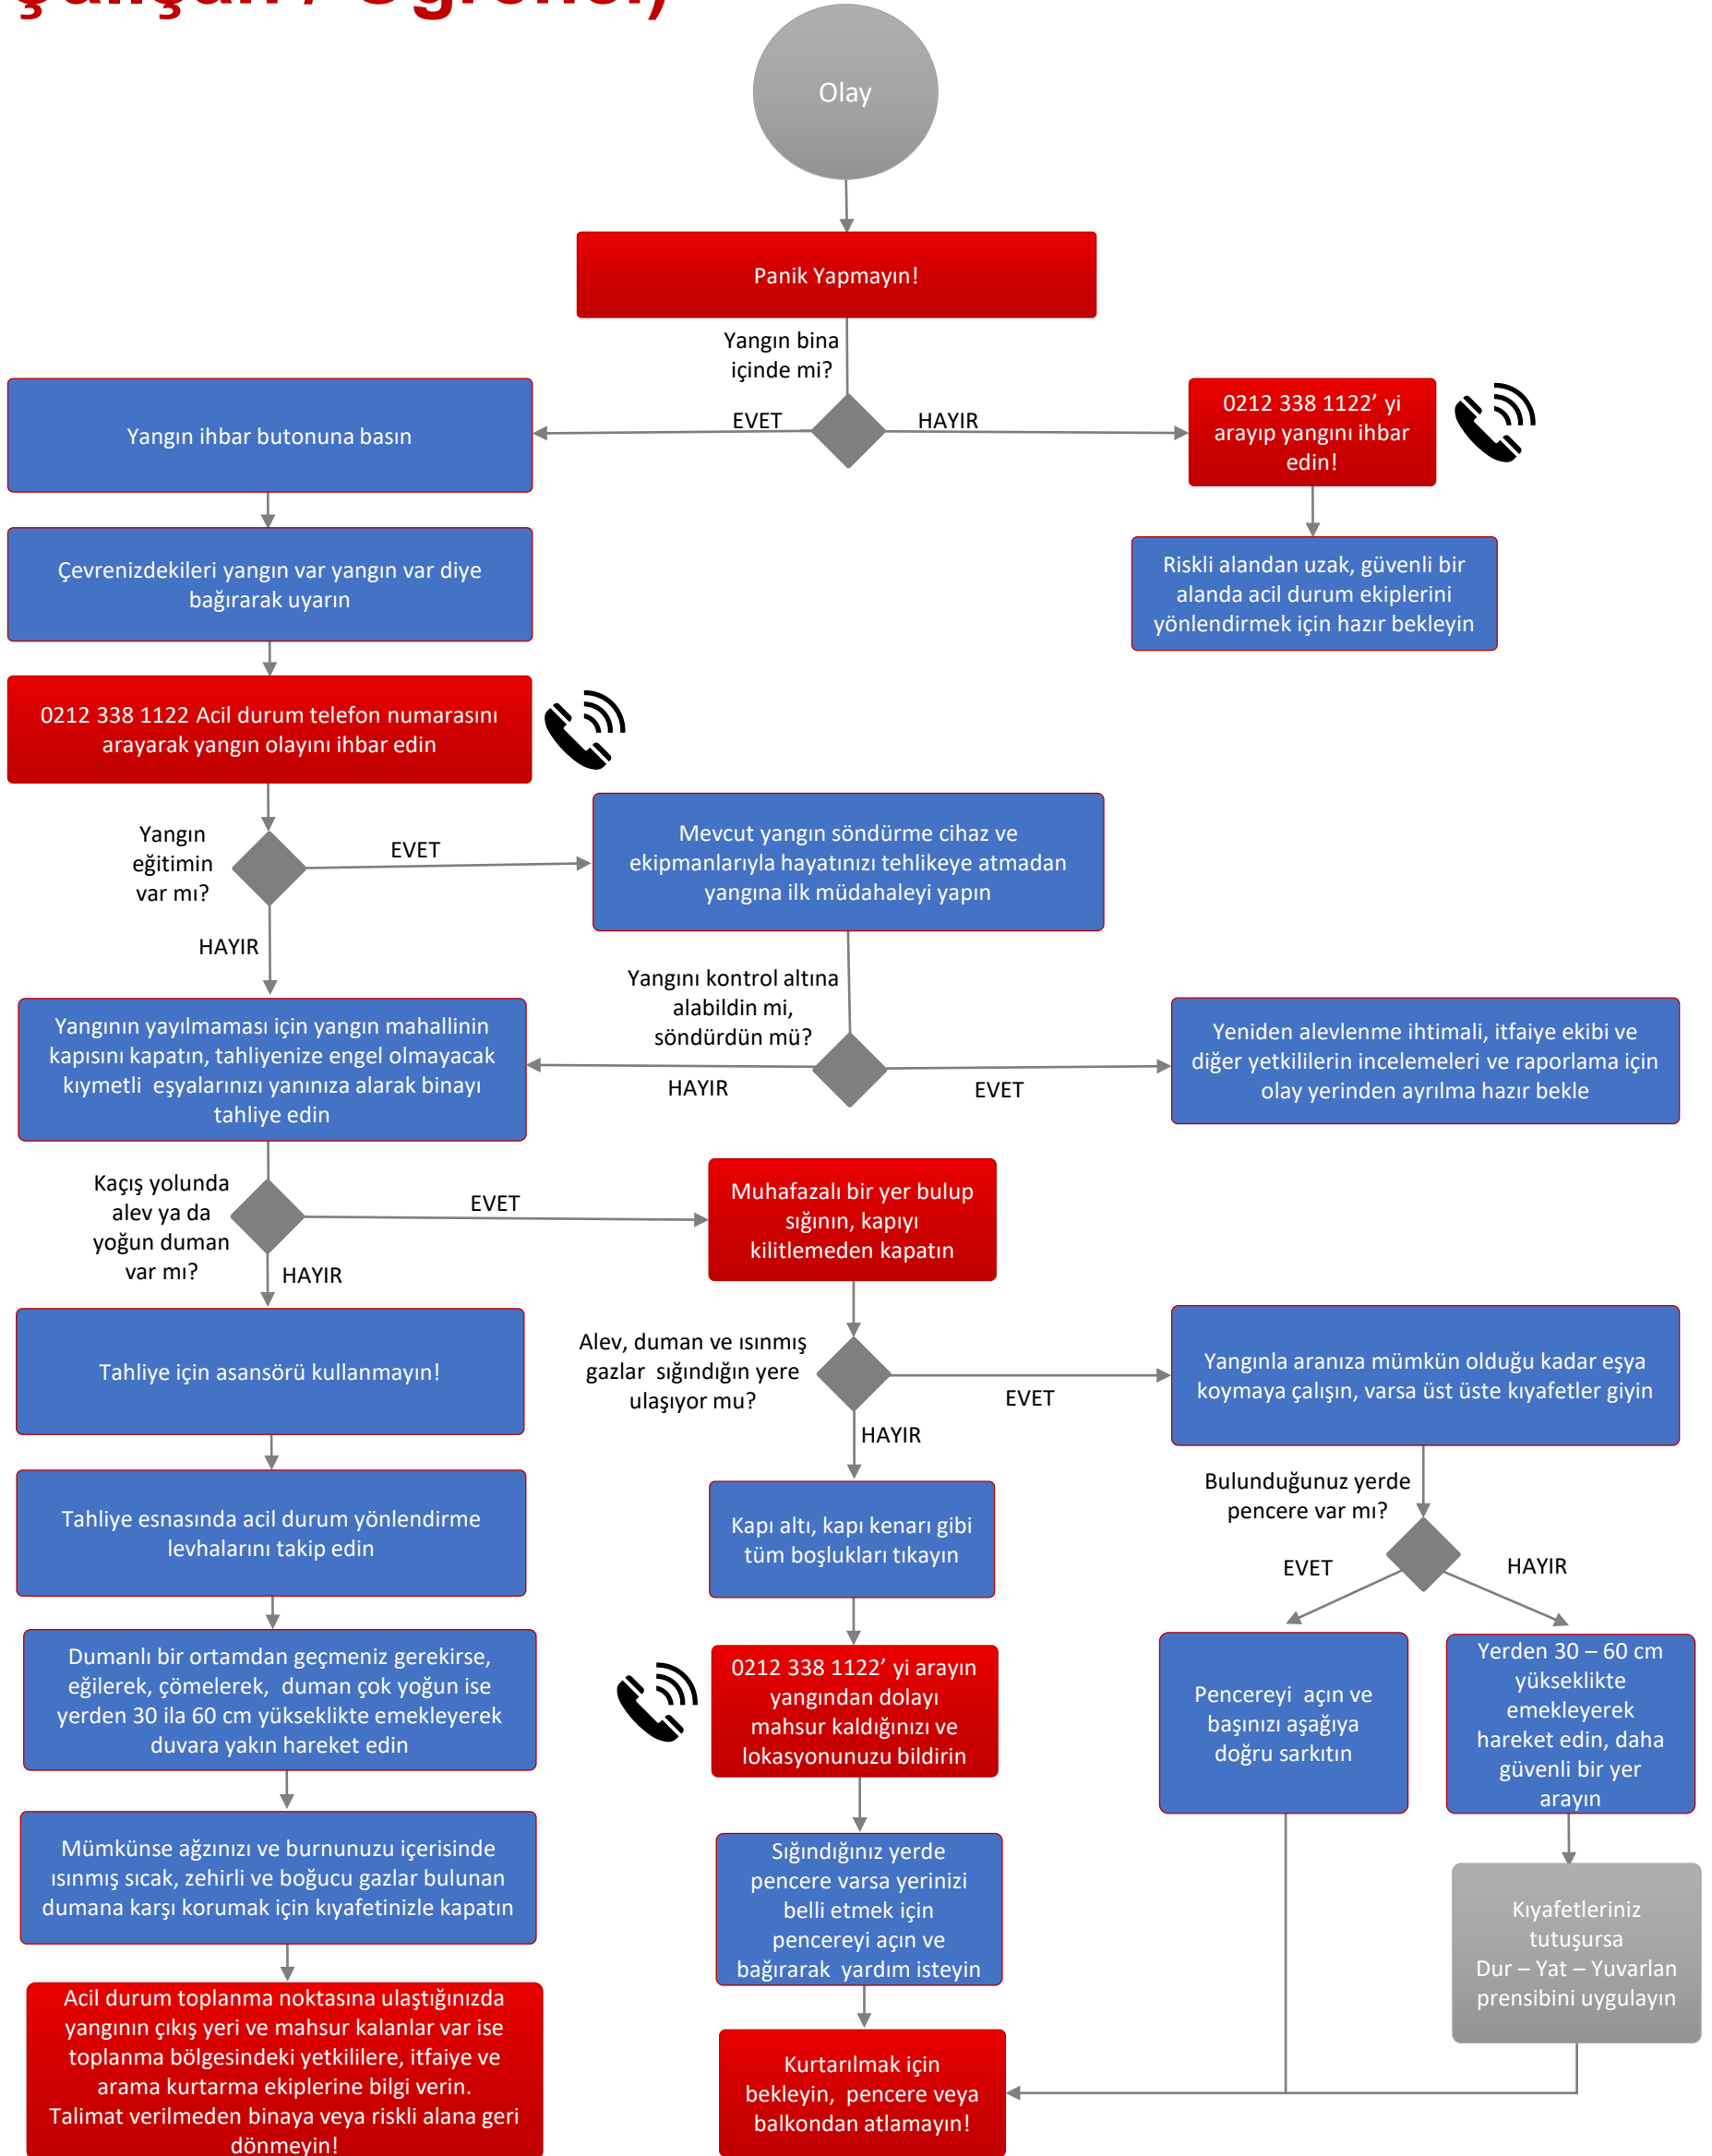 Olay
Panik Yapmayın!
Yangın bina
içinde mi?
EVET
HAYIR
Yangın ihbar butonuna basın
0212 338 1122’ yi
arayıp yangını ihbar
edin!
Çevrenizdekileri yangın var yangın var diye
bağırarak uyarın
Riskli alandan uzak, güvenli bir
alanda acil durum ekiplerini
yönlendirmek için hazır bekleyin
0212 338 1122 Acil durum telefon numarasını
arayarak yangın olayını ihbar edin
Yangın
eğitimin
var mı?
EVET
HAYIR
Mevcut yangın söndürme cihaz ve
ekipmanlarıyla hayatınızı tehlikeye atmadan
yangına ilk müdahaleyi yapın
Yangını kontrol altına
alabildin mi,
söndürdün mü?
HAYIR
EVET
Yangının yayılmaması için yangın mahallinin
kapısını kapatın, tahliyenize engel olmayacak
kıymetli eşyalarınızı yanınıza alarak binayı
tahliye edin
Yeniden alevlenme ihtimali, itfaiye ekibi ve
diğer yetkililerin incelemeleri ve raporlama için
olay yerinden ayrılma hazır bekle
Kaçış yolunda
alev ya da
yoğun duman
var mı?
EVET
HAYIR
Muhafazalı bir yer bulup
sığının, kapıyı
kilitlemeden kapatın
Tahliye için asansörü kullanmayın!
Alev, duman ve ısınmış
gazlar sığındığın yere
ulaşıyor mu?
EVET
HAYIR
Yangınla aranıza mümkün olduğu kadar eşya
koymaya çalışın, varsa üst üste kıyafetler giyin
Tahliye esnasında acil durum yönlendirme
levhalarını takip edin
Kapı altı, kapı kenarı gibi
tüm boşlukları tıkayın
Bulunduğunuz yerde
pencere var mı?
EVET
HAYIR
Dumanlı bir ortamdan geçmeniz gerekirse,
eğilerek, çömelerek, duman çok yoğun ise
yerden 30 ila 60 cm yükseklikte emekleyerek
duvara yakın hareket edin
0212 338 1122’ yi arayın
yangından dolayı
mahsur kaldığınızı ve
lokasyonunuzu bildirin
Pencereyi açın ve
başınızı aşağıya
doğru sarkıtın
Yerden 30 – 60 cm
yükseklikte
emekleyerek
hareket edin, daha
güvenli bir yer
arayın
Mümkünse ağzınızı ve burnunuzu içerisinde
ısınmış sıcak, zehirli ve boğucu gazlar bulunan
dumana karşı korumak için kıyafetinizle kapatın
Sığındığınız yerde
pencere varsa yerinizi
belli etmek için
pencereyi açın ve
bağırarak yardım isteyin
Kıyafetleriniz
tutuşursa
Dur – Yat – Yuvarlan
prensibini uygulayın
Acil durum toplanma noktasına ulaştığınızda
yangının çıkış yeri ve mahsur kalanlar var ise
toplanma bölgesindeki yetkililere, itfaiye ve
arama kurtarma ekiplerine bilgi verin.
Talimat verilmeden binaya veya riskli alana geri
dönmeyin!
Kurtarılmak için
bekleyin, pencere veya
balkondan atlamayın!